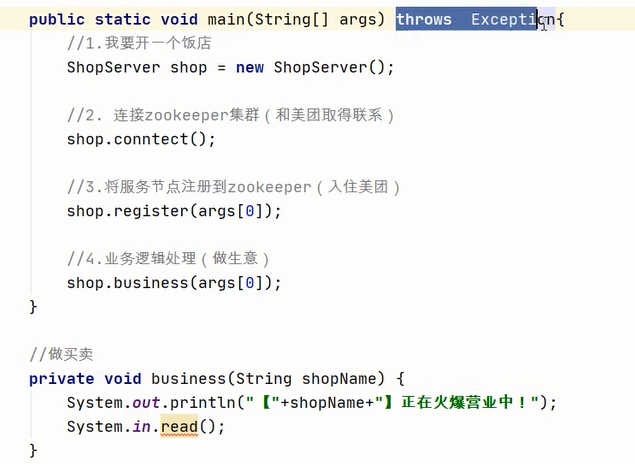 public static void main(String[] args) throws Exception{
//1.我要开一个饭店
ShopServer shop = new ShopServer();
//2. 连接zookeeper集群（和美团取得联系）
shop.conntect();
//3.将服务节点注册到zookeeper（入住美团）
shop.register(args[0]);
//4.业务逻辑处理（做生意）
shop.business(args[0]);
}
//做买卖
private void business(String shopName) {
System.out.println("【"+shopName+"】正在火爆营业中！");
System.in.read();
}